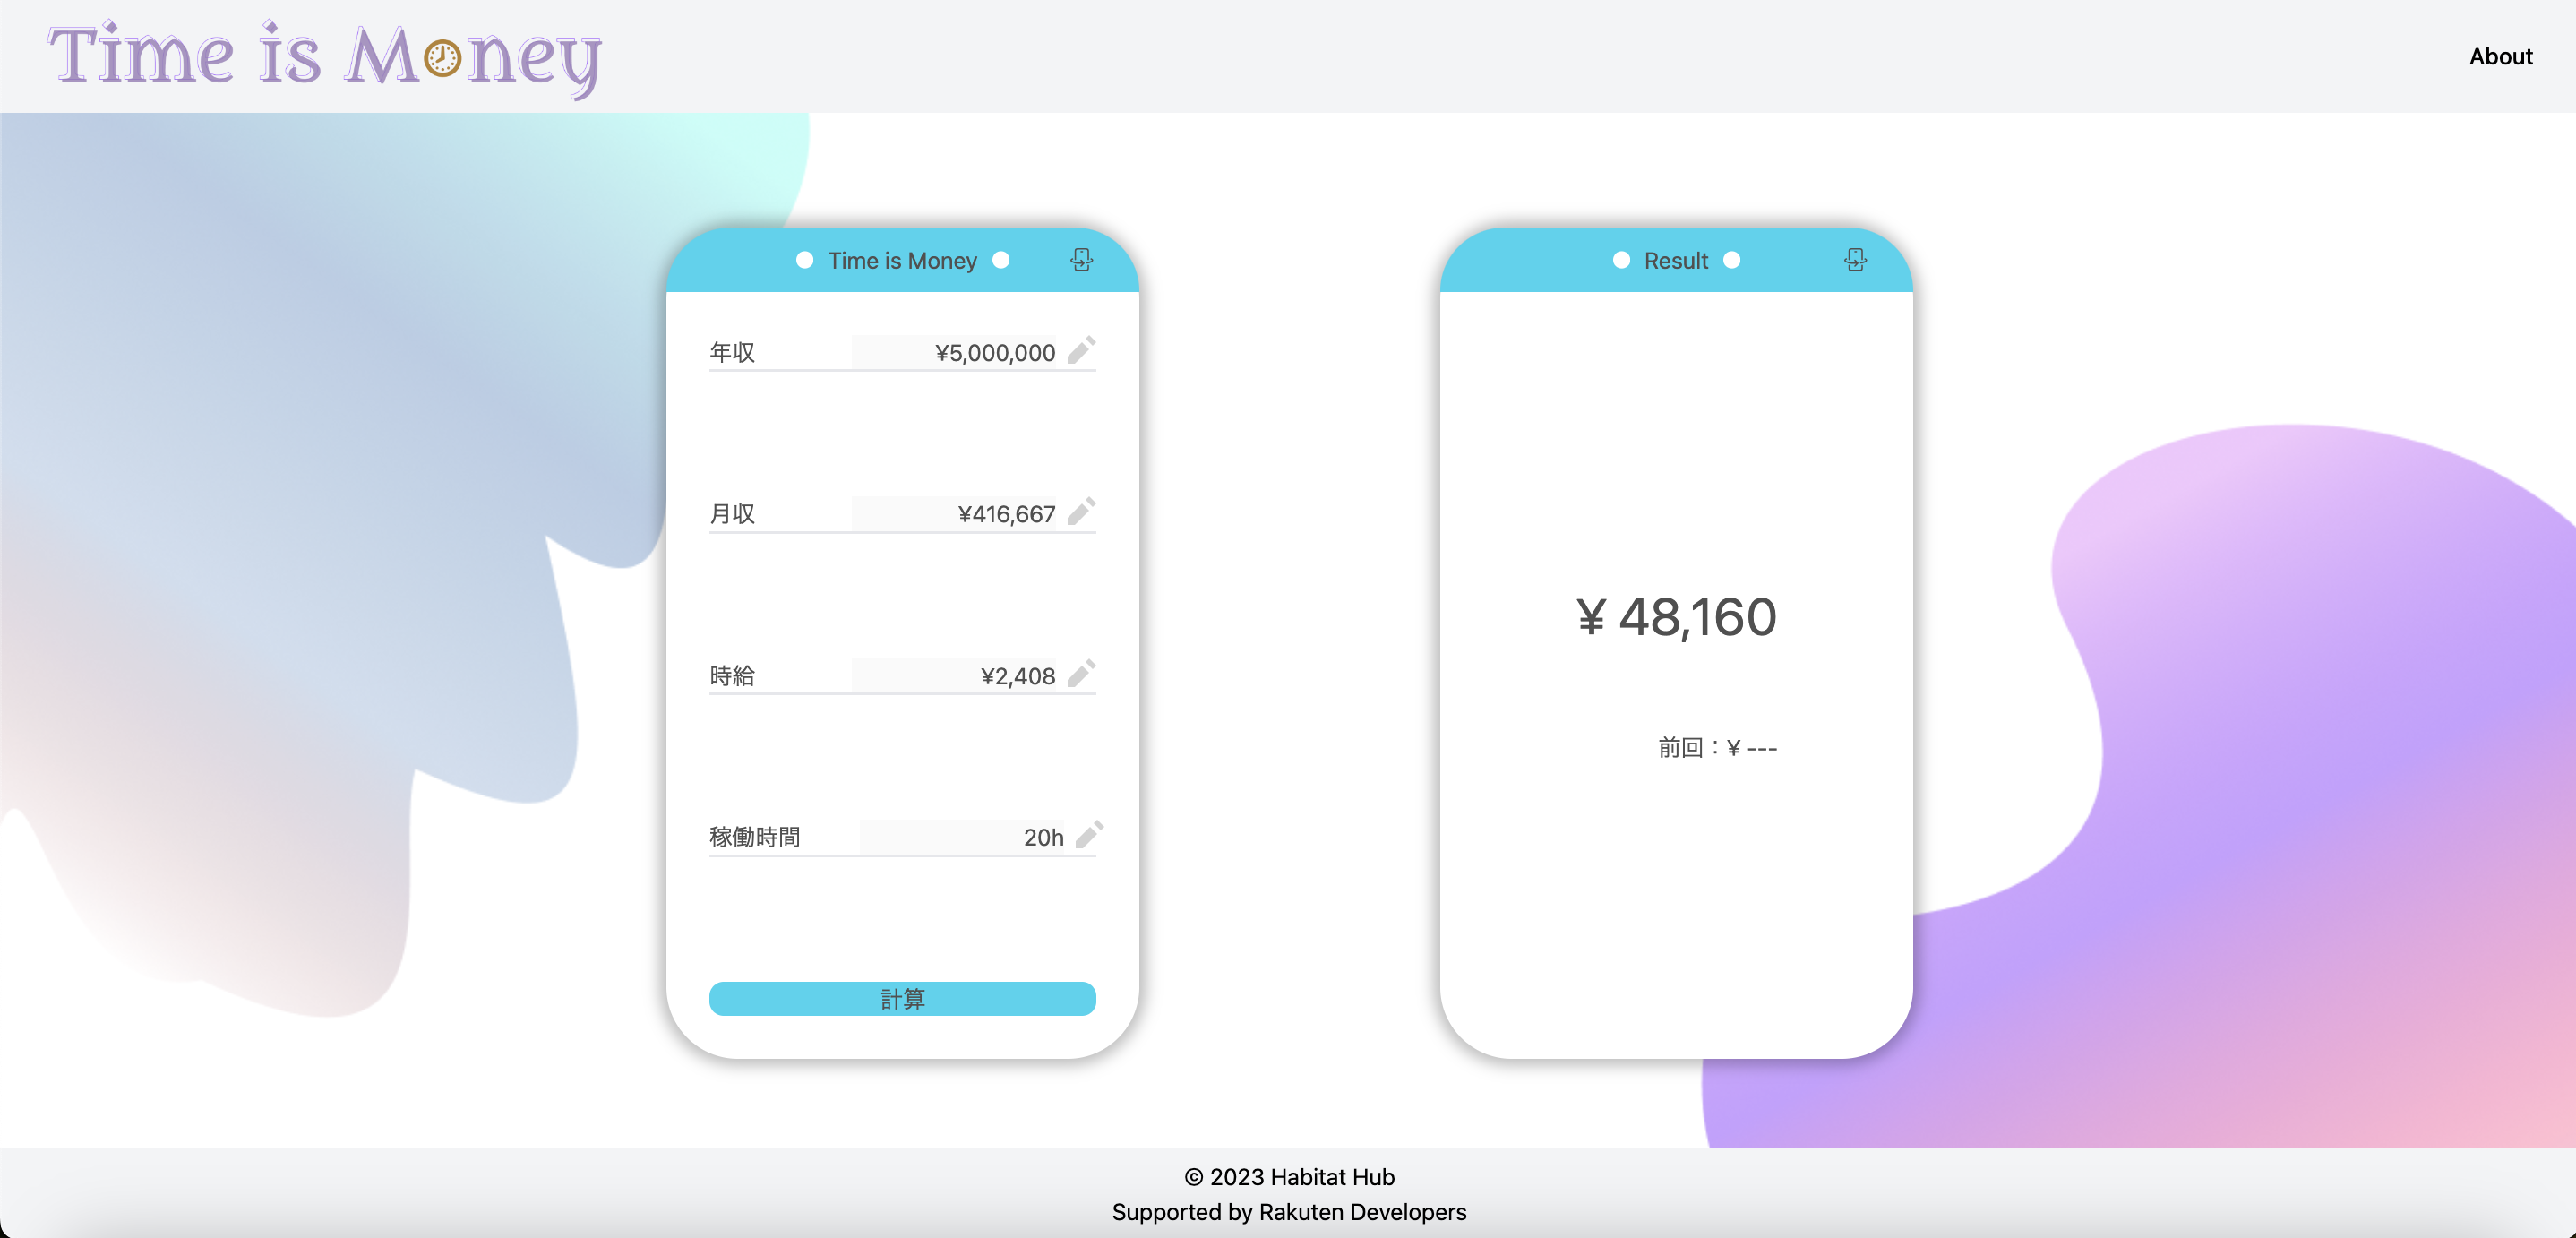 Time is Money
About
Time is Money
年収 ¥5,000,000
月収 ¥416,667
時給 ¥2,408
稼働時間 20h
計算
Result
¥ 48,160
前回：¥ ---
© 2023 Habitat Hub
Supported by Rakuten Developers